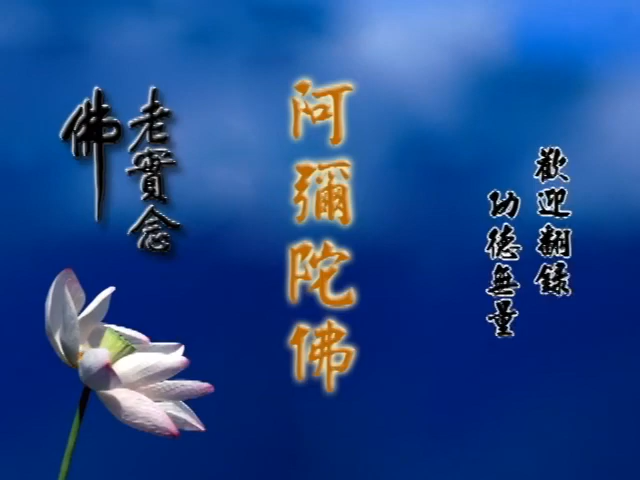 歡迎翻錄
功德無量
阿彌陀佛
老實念
佛